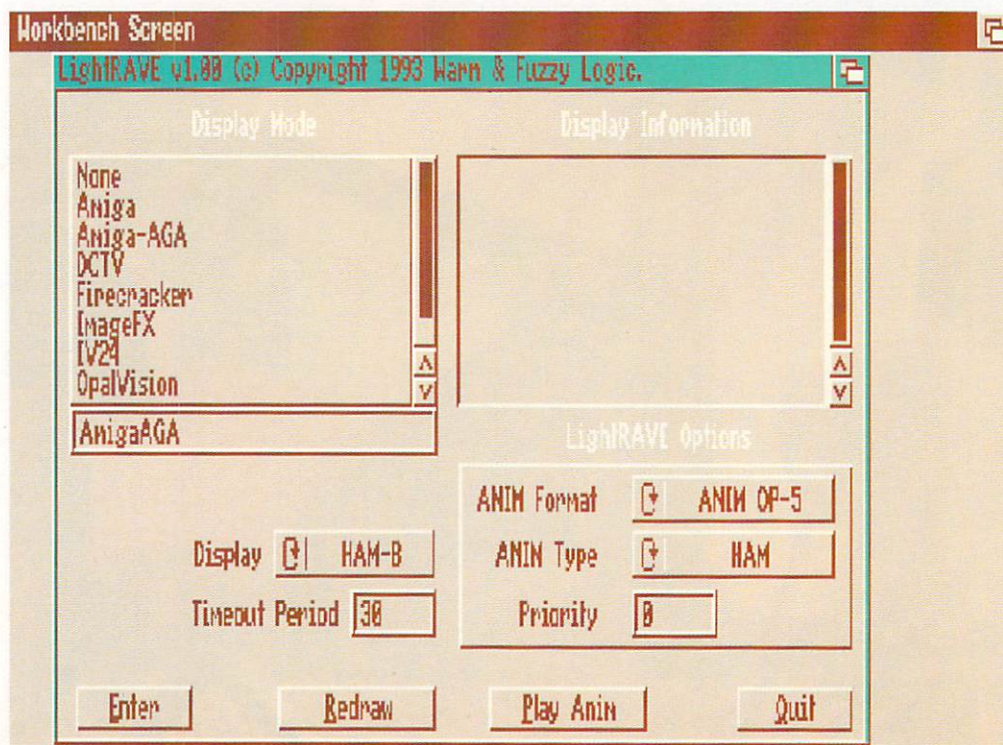 Workbench Screen
LightRAVE v1.00 (c) Copyright 1993 Warm & Fuzzy Logic.
Display Mode
None
Amiga
Amiga-AGA
DCTV
Firecracker
ImageFX
IV24
OpalVision
AmigaAGA
Display HAM-8
Timeout Period 30
Display Information
LightRAVE Options
ANIM Format ANIM OP-5
ANIM Type HAM
Priority 0
Enter
Redraw
Play Anim
Quit